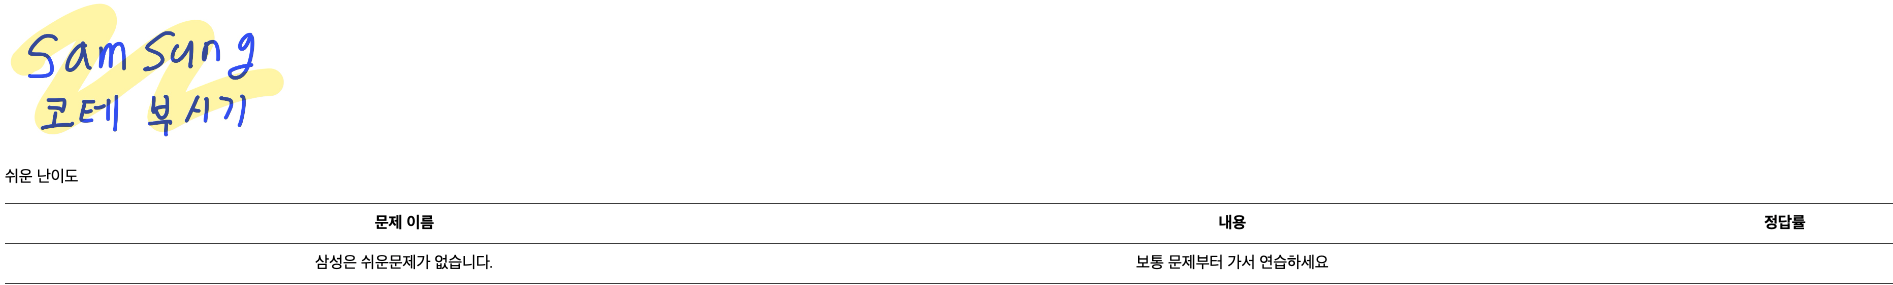 Samsung
코테 부시기
쉬운 난이도
문제 이름 내용 정답률
삼성은 쉬운문제가 없습니다. 보통 문제부터 가서 연습하세요